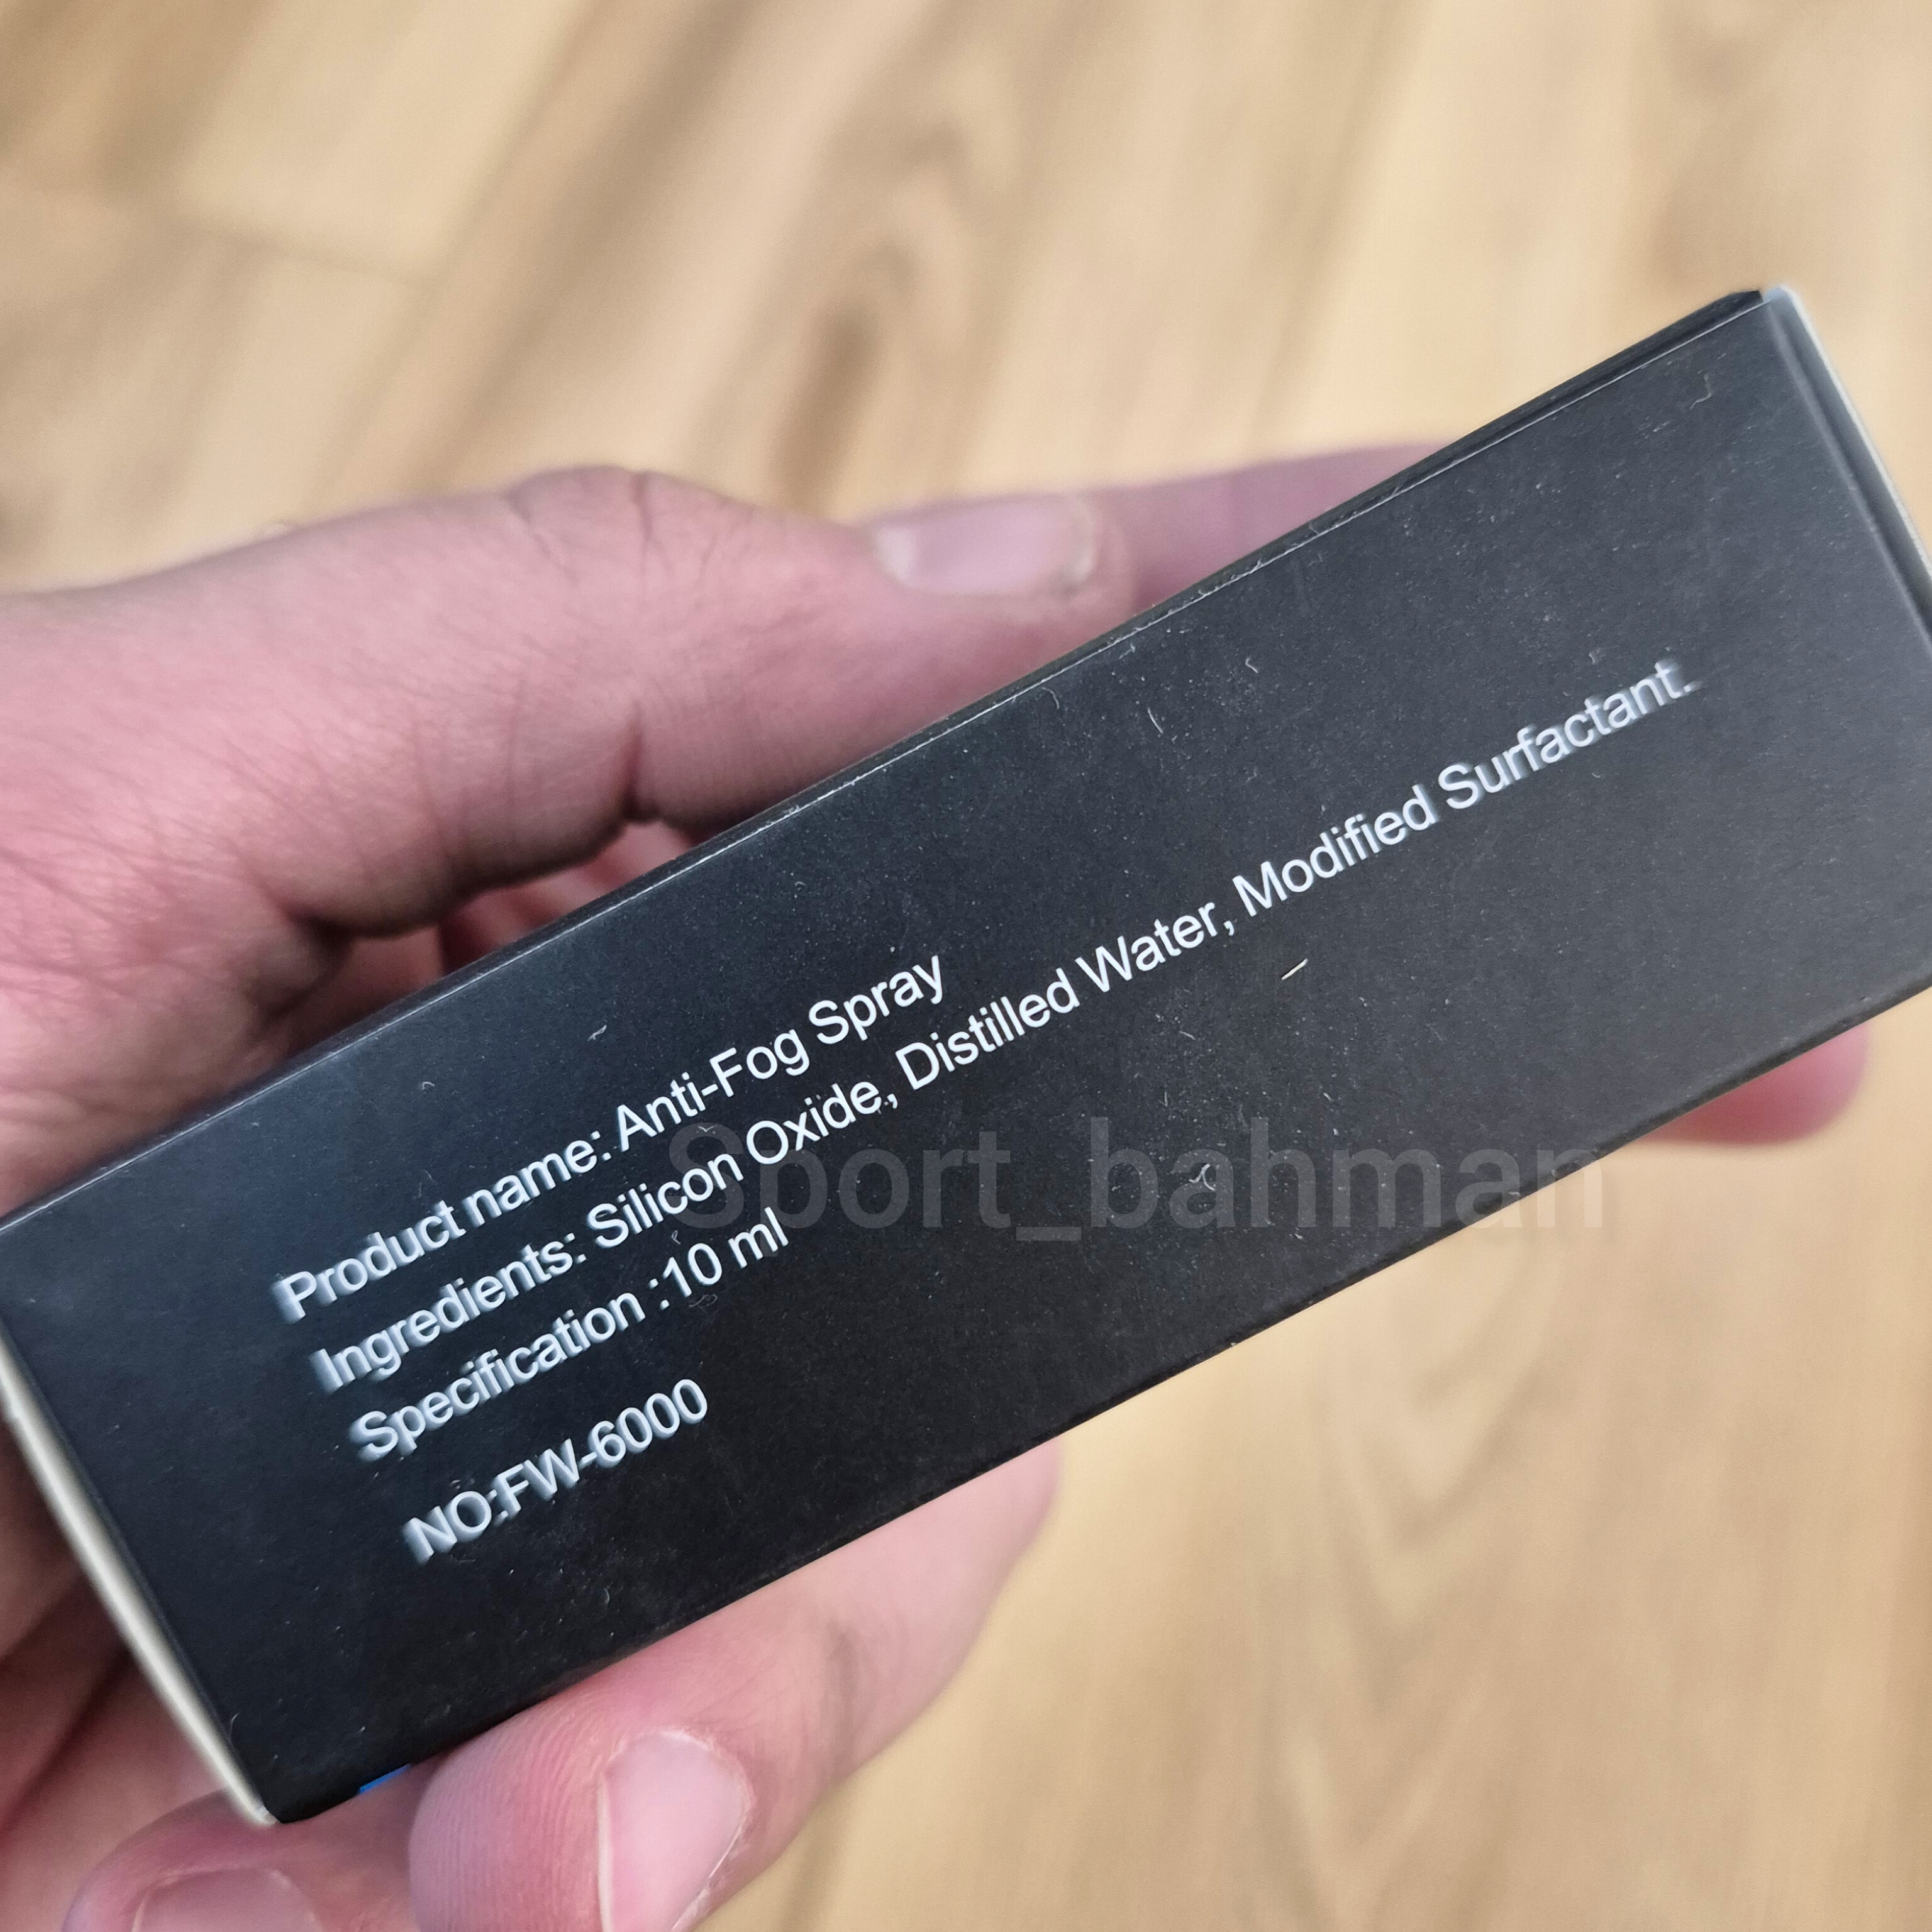 Product name: Anti-Fog Spray
Ingredients: Silicon Oxide, Distilled Water, Modified Surfactant.
Specification :10 ml
NO:FW-6000
Sport_bahman